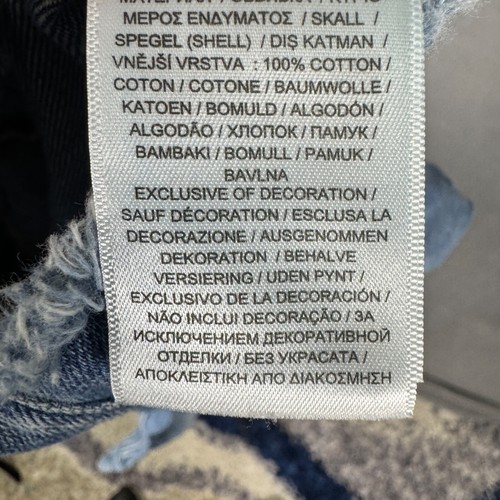 ΜΕΡΟΣ ΕΝΔΥΜΑΤΟΣ / SKALL /
SPEGEL (SHELL) / DIŞ KATMAN /
VNĚJŠÍ VRSTVA : 100% COTTON /
COTON / COTONE / BAUMWOLLE /
KATOEN / BOMULD / ALGODÓN /
ALGODÃO / ХЛОПОК / ПАМУК /
ΒΑΜΒΑΚΙ / BOMULL / PAMUK /
BAVLNA
EXCLUSIVE OF DECORATION /
SAUF DÉCORATION / ESCLUSA LA
DECORAZIONE / AUSGENOMMEN
DEKORATION / BEHALVE
VERSIERING / UDEN PYNT /
EXCLUSIVO DE LA DECORACIÓN /
NÃO INCLUI DECORAÇÃO / ЗА
ИСКЛЮЧЕНИЕМ ДЕКОРАТИВНОЙ
ОТДЕЛКИ / БЕЗ УКРАСАТА /
ΑΠΟΚΛΕΙΣΤΙΚΗ ΑΠΟ ΔΙΑΚΟΣΜΗΣΗ